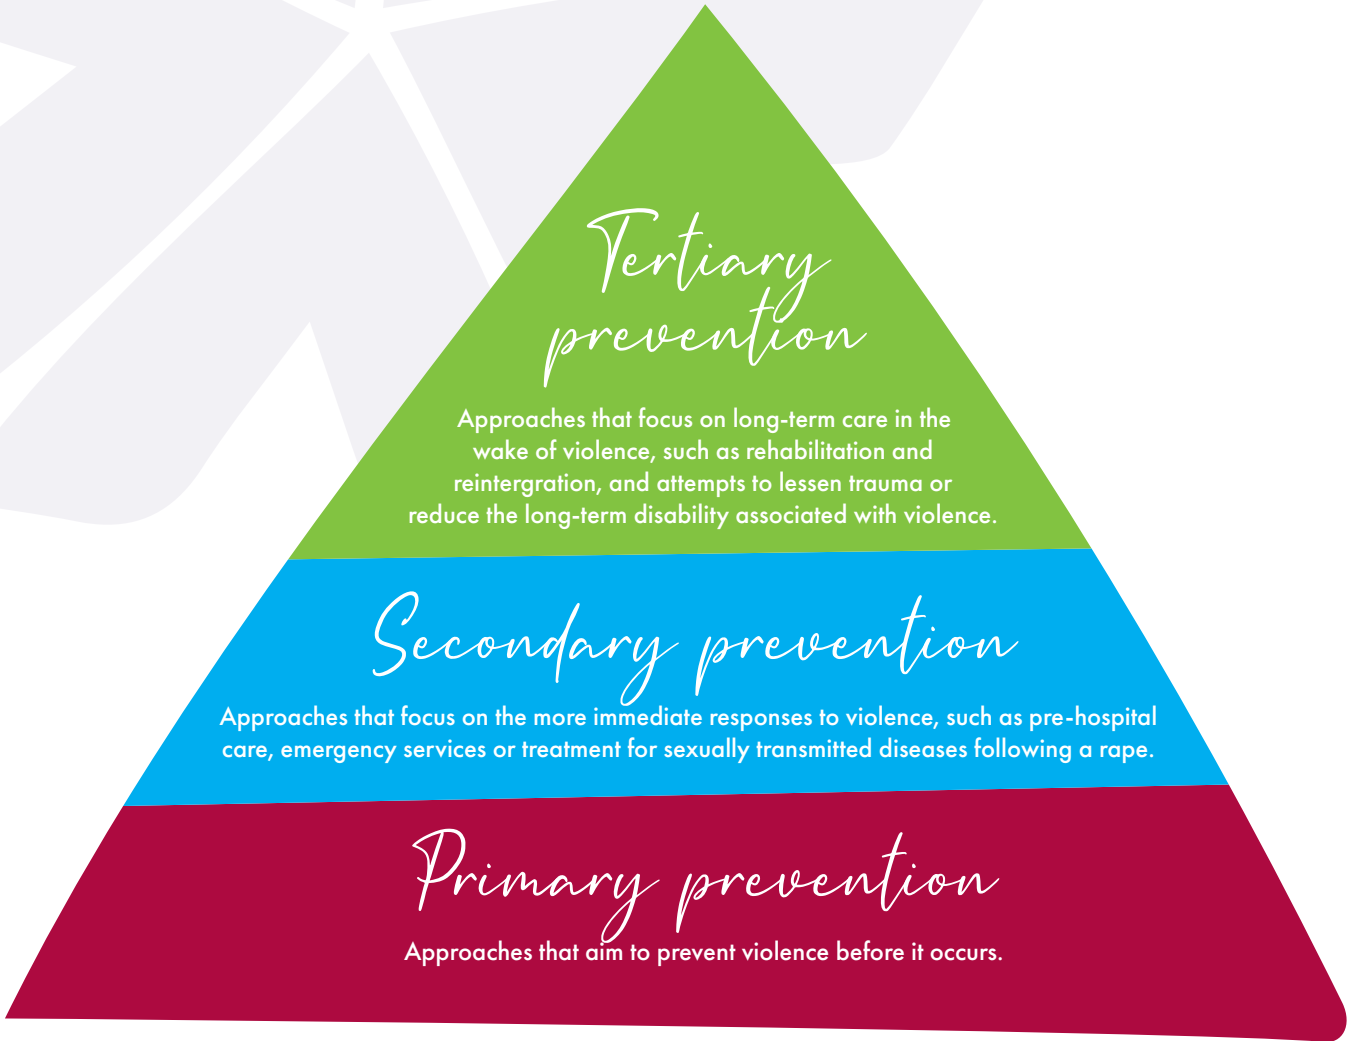 Tertiary
prevention
Approaches that focus on long-term care in the
wake of violence, such as rehabilitation and
reintergration, and attempts to lessen trauma or
reduce the long-term disability associated with violence.
Secondary prevention
Approaches that focus on the more immediate responses to violence, such as pre-hospital
care, emergency services or treatment for sexually transmitted diseases following a rape.
Primary prevention
Approaches that aim to prevent violence before it occurs.